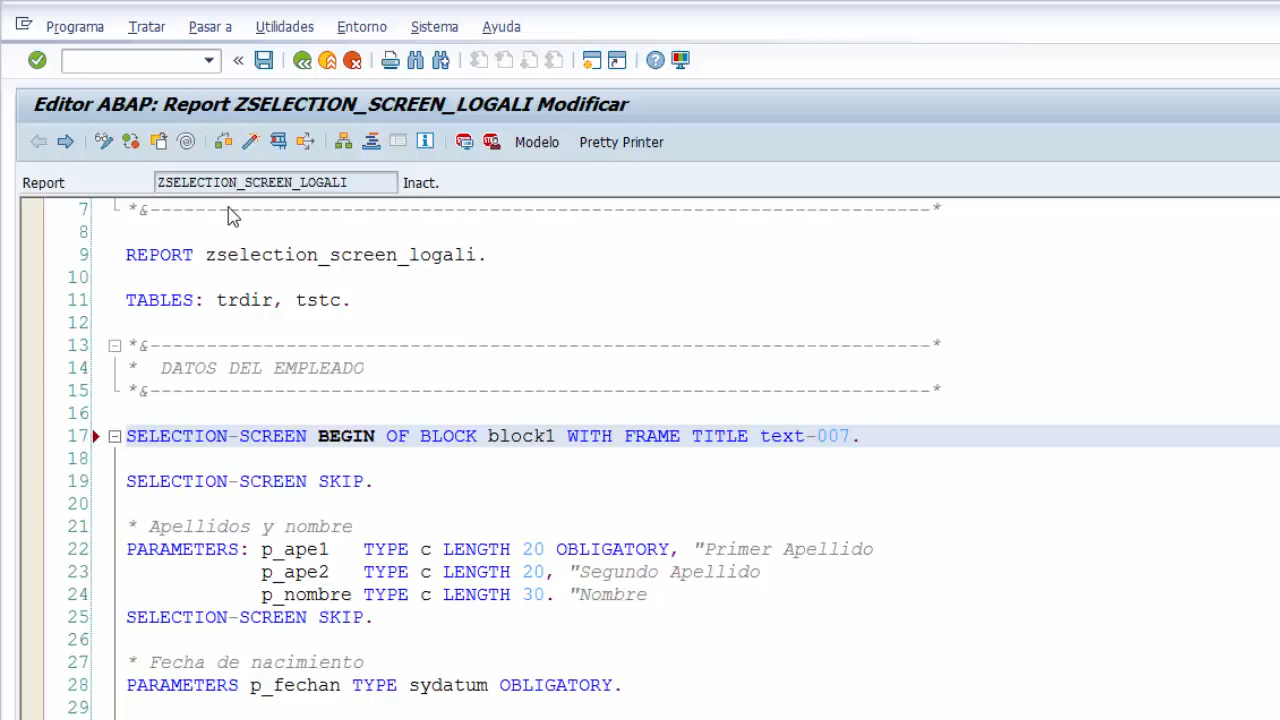 Programa Tratar Pasar a Utilidades Entorno Sistema Ayuda
Editor ABAP: Report ZSELECTION_SCREEN_LOGALI Modificar
Modelo Pretty Printer
Report ZSELECTION_SCREEN_LOGALI Inact.
7 *&---------------------------------------------------------------------*
8
9 REPORT zselection_screen_logali.
10
11 TABLES: trdir, tstc.
12
13 *&---------------------------------------------------------------------*
14 * DATOS DEL EMPLEADO
15 *&---------------------------------------------------------------------*
16
17 SELECTION-SCREEN BEGIN OF BLOCK block1 WITH FRAME TITLE text-007.
18
19 SELECTION-SCREEN SKIP.
20
21 * Apellidos y nombre
22 PARAMETERS: p_ape1 TYPE c LENGTH 20 OBLIGATORY, "Primer Apellido
23 p_ape2 TYPE c LENGTH 20, "Segundo Apellido
24 p_nombre TYPE c LENGTH 30. "Nombre
25 SELECTION-SCREEN SKIP.
26
27 * Fecha de nacimiento
28 PARAMETERS p_fechan TYPE sydatum OBLIGATORY.
29